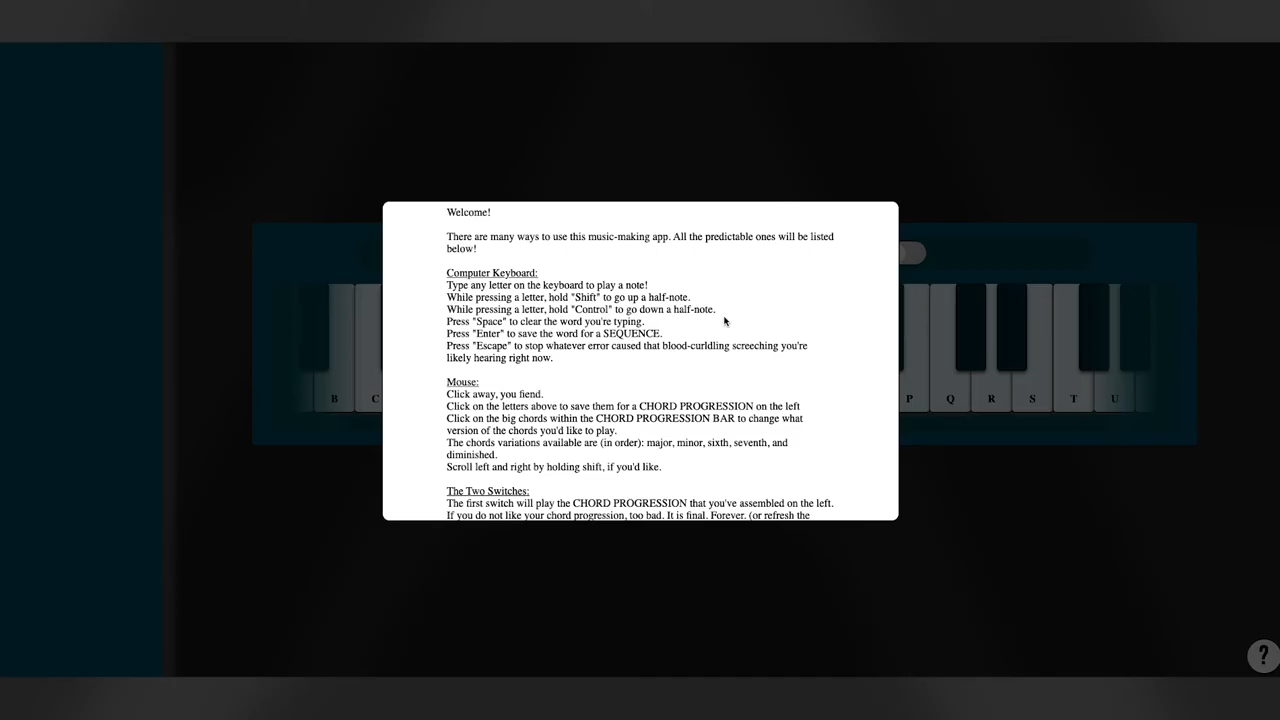 Welcome!
There are many ways to use this music-making app. All the predictable ones will be listed
below!
Computer Keyboard:
Type any letter on the keyboard to play a note!
While pressing a letter, hold "Shift" to go up a half-note.
While pressing a letter, hold "Control" to go down a half-note.
Press "Space" to clear the word you're typing.
Press "Enter" to save the word for a SEQUENCE.
Press "Escape" to stop whatever error caused that blood-curldling screeching you're
likely hearing right now.
Mouse:
Click away, you fiend.
Click on the letters above to save them for a CHORD PROGRESSION on the left
Click on the big chords within the CHORD PROGRESSION BAR to change what
version of the chords you'd like to play.
The chords variations available are (in order): major, minor, sixth, seventh, and
diminished.
Scroll left and right by holding shift, if you'd like.
The Two Switches:
The first switch will play the CHORD PROGRESSION that you've assembled on the left.
If you do not like your chord progression, too bad. It is final. Forever. (or refresh the
B C P Q R S T U
?